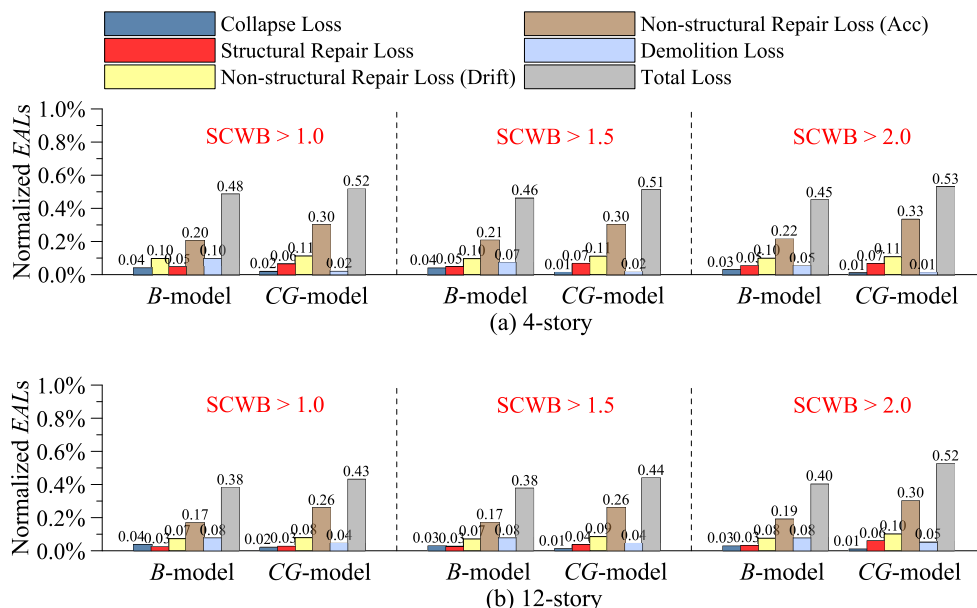 Collapse Loss
Structural Repair Loss
Non-structural Repair Loss (Drift)
Non-structural Repair Loss (Acc)
Demolition Loss
Total Loss
Normalized EALs
1.0%
0.8%
0.6%
0.4%
0.2%
0.0%
SCWB > 1.0
SCWB > 1.5
SCWB > 2.0
0.04 0.10 0.05 0.20 0.10 0.48
0.02 0.06 0.11 0.30 0.02 0.52
0.04 0.05 0.10 0.21 0.07 0.46
0.01 0.07 0.11 0.30 0.02 0.51
0.03 0.05 0.10 0.22 0.05 0.45
0.01 0.07 0.11 0.33 0.01 0.53
B-model CG-model B-model CG-model B-model CG-model
(a) 4-story
Normalized EALs
1.0%
0.8%
0.6%
0.4%
0.2%
0.0%
SCWB > 1.0
SCWB > 1.5
SCWB > 2.0
0.04 0.03 0.07 0.17 0.08 0.38
0.02 0.03 0.08 0.26 0.04 0.43
0.03 0.03 0.07 0.17 0.08 0.38
0.01 0.04 0.09 0.26 0.04 0.44
0.03 0.03 0.08 0.19 0.08 0.40
0.01 0.06 0.10 0.30 0.05 0.52
B-model CG-model B-model CG-model B-model CG-model
(b) 12-story